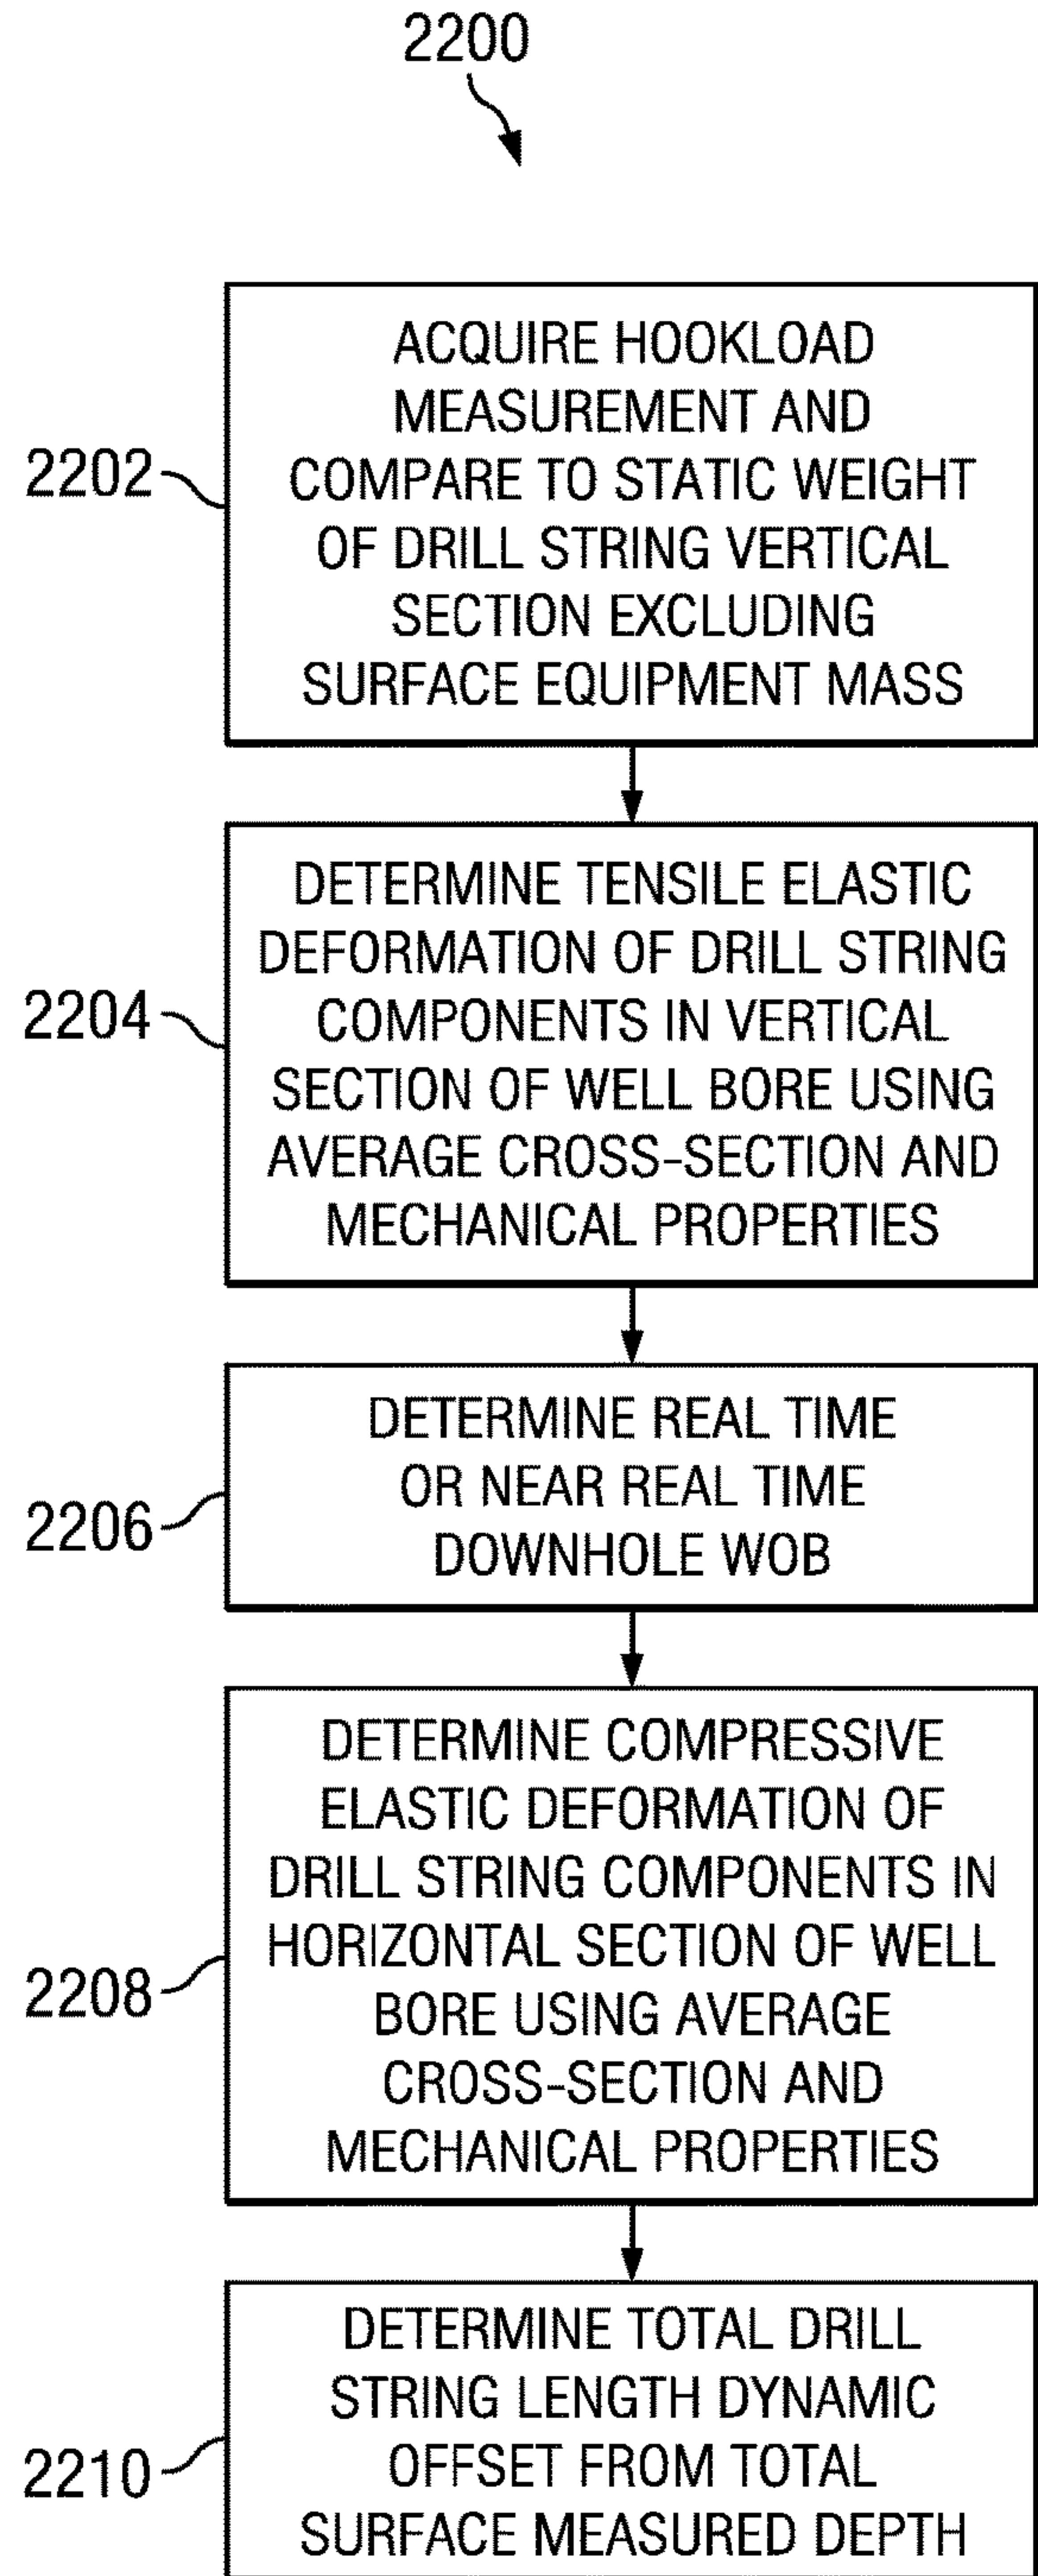 2200
2202
ACQUIRE HOOKLOAD
MEASUREMENT AND
COMPARE TO STATIC WEIGHT
OF DRILL STRING VERTICAL
SECTION EXCLUDING
SURFACE EQUIPMENT MASS
2204
DETERMINE TENSILE ELASTIC
DEFORMATION OF DRILL STRING
COMPONENTS IN VERTICAL
SECTION OF WELL BORE USING
AVERAGE CROSS-SECTION AND
MECHANICAL PROPERTIES
2206
DETERMINE REAL TIME
OR NEAR REAL TIME
DOWNHOLE WOB
2208
DETERMINE COMPRESSIVE
ELASTIC DEFORMATION OF
DRILL STRING COMPONENTS IN
HORIZONTAL SECTION OF WELL
BORE USING AVERAGE
CROSS-SECTION AND
MECHANICAL PROPERTIES
2210
DETERMINE TOTAL DRILL
STRING LENGTH DYNAMIC
OFFSET FROM TOTAL
SURFACE MEASURED DEPTH